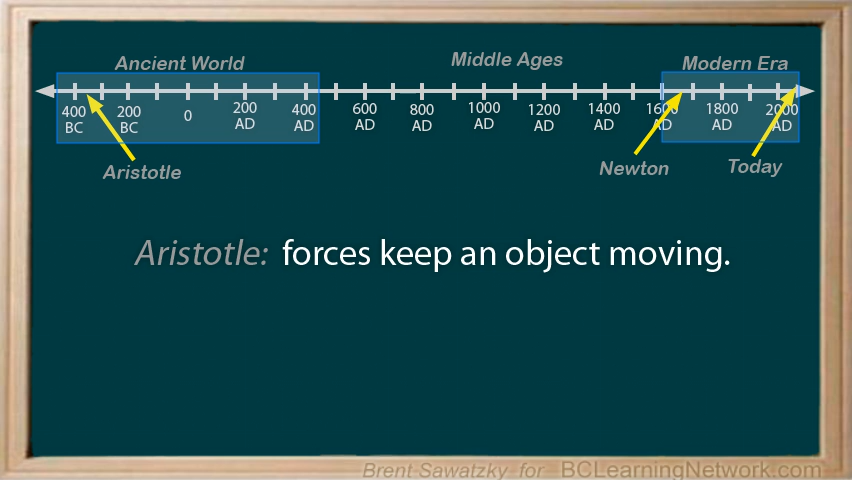 Ancient World
Middle Ages
Modern Era
400 BC
200 BC
0
200 AD
400 AD
600 AD
800 AD
1000 AD
1200 AD
1400 AD
1600 AD
1800 AD
2000 AD
Aristotle
Newton
Today
Aristotle: forces keep an object moving.
Brent Sawatzky for BCLearningNetwork.com